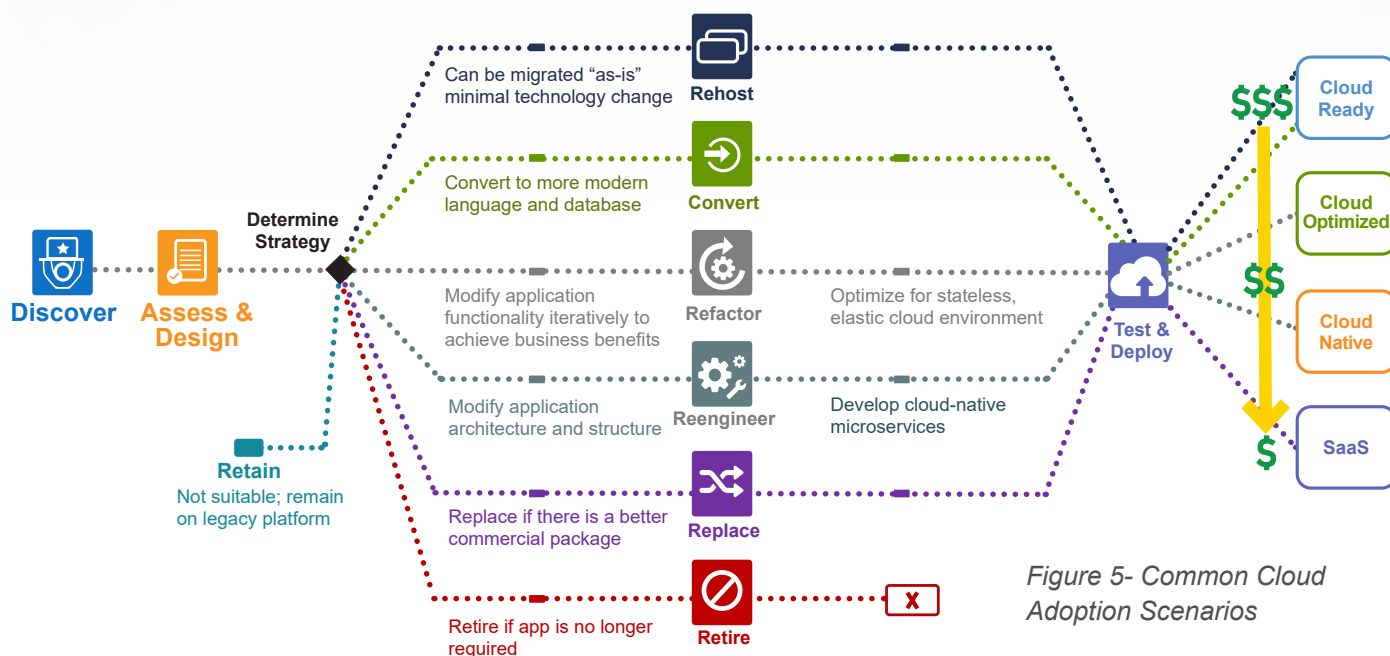 Can be migrated “as-is”
minimal technology change
Rehost
Convert to more modern
language and database
Convert
Determine
Strategy
Discover
Assess &
Design
Modify application
functionality iteratively to
achieve business benefits
Refactor
Optimize for stateless,
elastic cloud environment
Modify application
architecture and structure
Reengineer
Develop cloud-native
microservices
Retain
Not suitable; remain
on legacy platform
Replace if there is a better
commercial package
Replace
Retire if app is no longer
required
Retire
X
Test &
Deploy
$$$
$$
$
Cloud
Ready
Cloud
Optimized
Cloud
Native
SaaS
Figure 5- Common Cloud
Adoption Scenarios